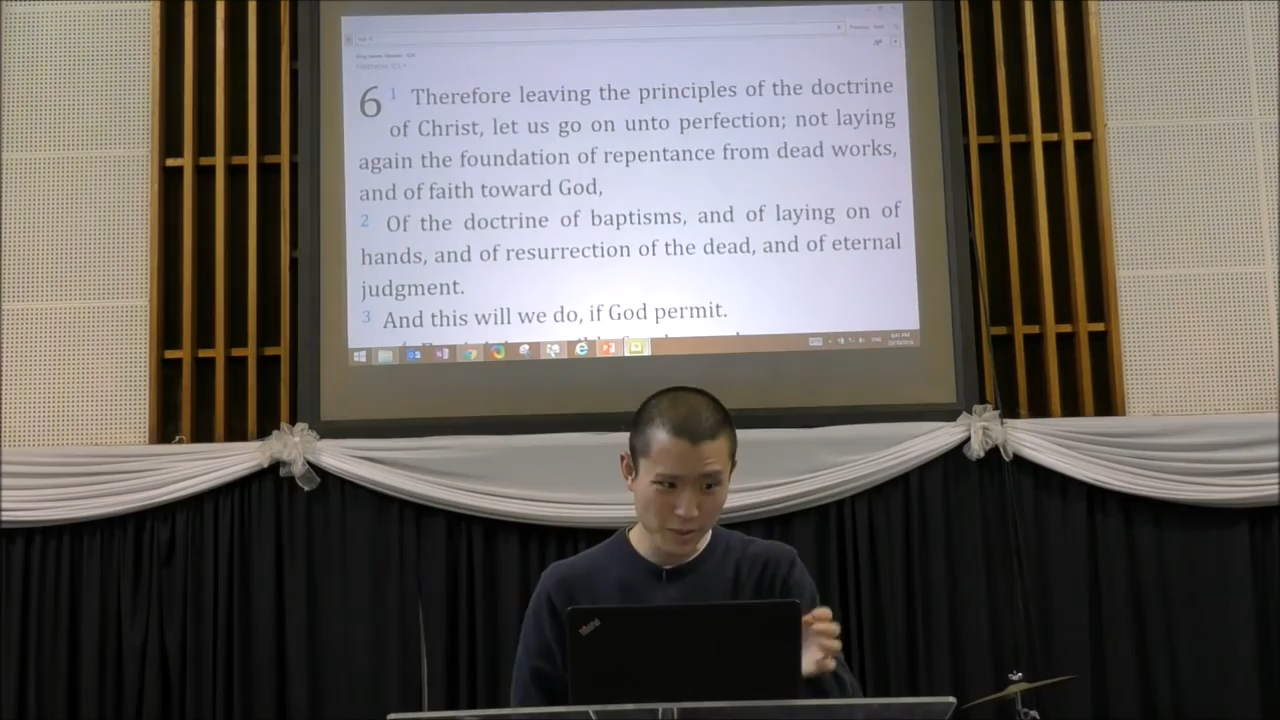 6 1 Therefore leaving the principles of the doctrine
of Christ, let us go on unto perfection; not laying
again the foundation of repentance from dead works,
and of faith toward God,
2 Of the doctrine of baptisms, and of laying on of
hands, and of resurrection of the dead, and of eternal
judgment.
3 And this will we do, if God permit.
ENG
ThinkPad